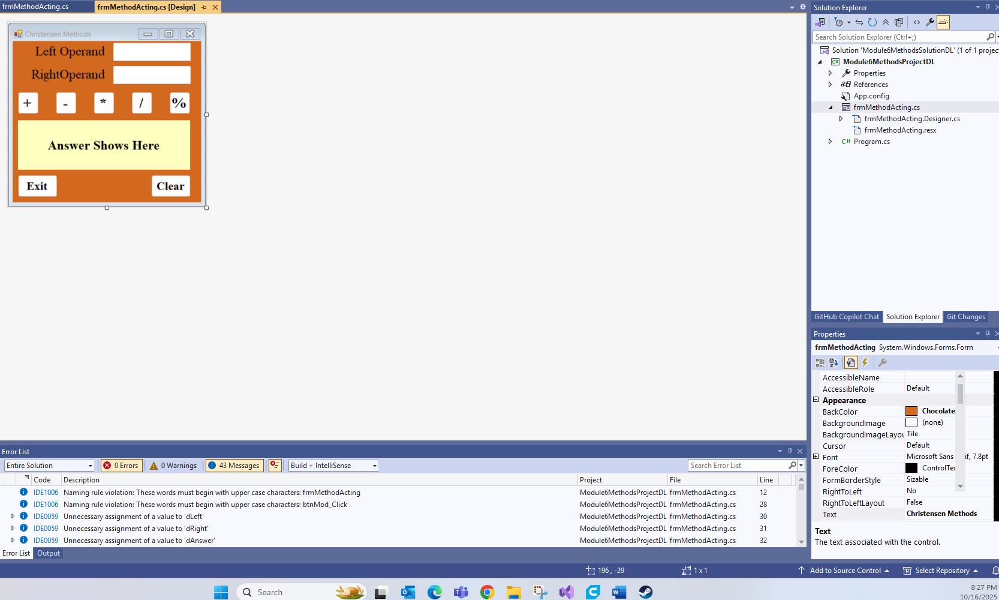 frmMethodActing.cs
frmMethodActing.cs [Design]
Christensen Methods
Left Operand
RightOperand
+ - * / %
Answer Shows Here
Exit Clear
Solution Explorer
Search Solution Explorer (Ctrl+;)
Solution 'Module6MethodsSolutionDL' (1 of 1 projec
C# Module6MethodsProjectDL
Properties
References
App.config
frmMethodActing.cs
frmMethodActing.Designer.cs
frmMethodActing.resx
C# Program.cs
GitHub Copilot Chat Solution Explorer Git Changes
Properties
frmMethodActing System.Windows.Forms.Form
AccessibleName
AccessibleRole Default
Appearance
BackColor Chocolate
BackgroundImage (none)
BackgroundImageLayou Tile
Cursor Default
Font Microsoft Sans if, 7.8pt
ForeColor ControlTex
FormBorderStyle Sizable
RightToLeft No
RightToLeftLayout False
Text Christensen Methods
Text
The text associated with the control.
Error List
Entire Solution 0 Errors 0 Warnings 43 Messages Build + IntelliSense Search Error List
Code Description Project File Line
IDE1006 Naming rule violation: These words must begin with upper case characters: frmMethodActing Module6MethodsProjectDL frmMethodActing.cs 12
IDE1006 Naming rule violation: These words must begin with upper case characters: btnMod_Click Module6MethodsProjectDL frmMethodActing.cs 28
IDE0059 Unnecessary assignment of a value to 'dLeft' Module6MethodsProjectDL frmMethodActing.cs 30
IDE0059 Unnecessary assignment of a value to 'dRight' Module6MethodsProjectDL frmMethodActing.cs 31
IDE0059 Unnecessary assignment of a value to 'dAnswer' Module6MethodsProjectDL frmMethodActing.cs 32
Error List Output
196 , -29 1 x 1 Add to Source Control Select Repository
Search
8:27 PM
10/16/2025